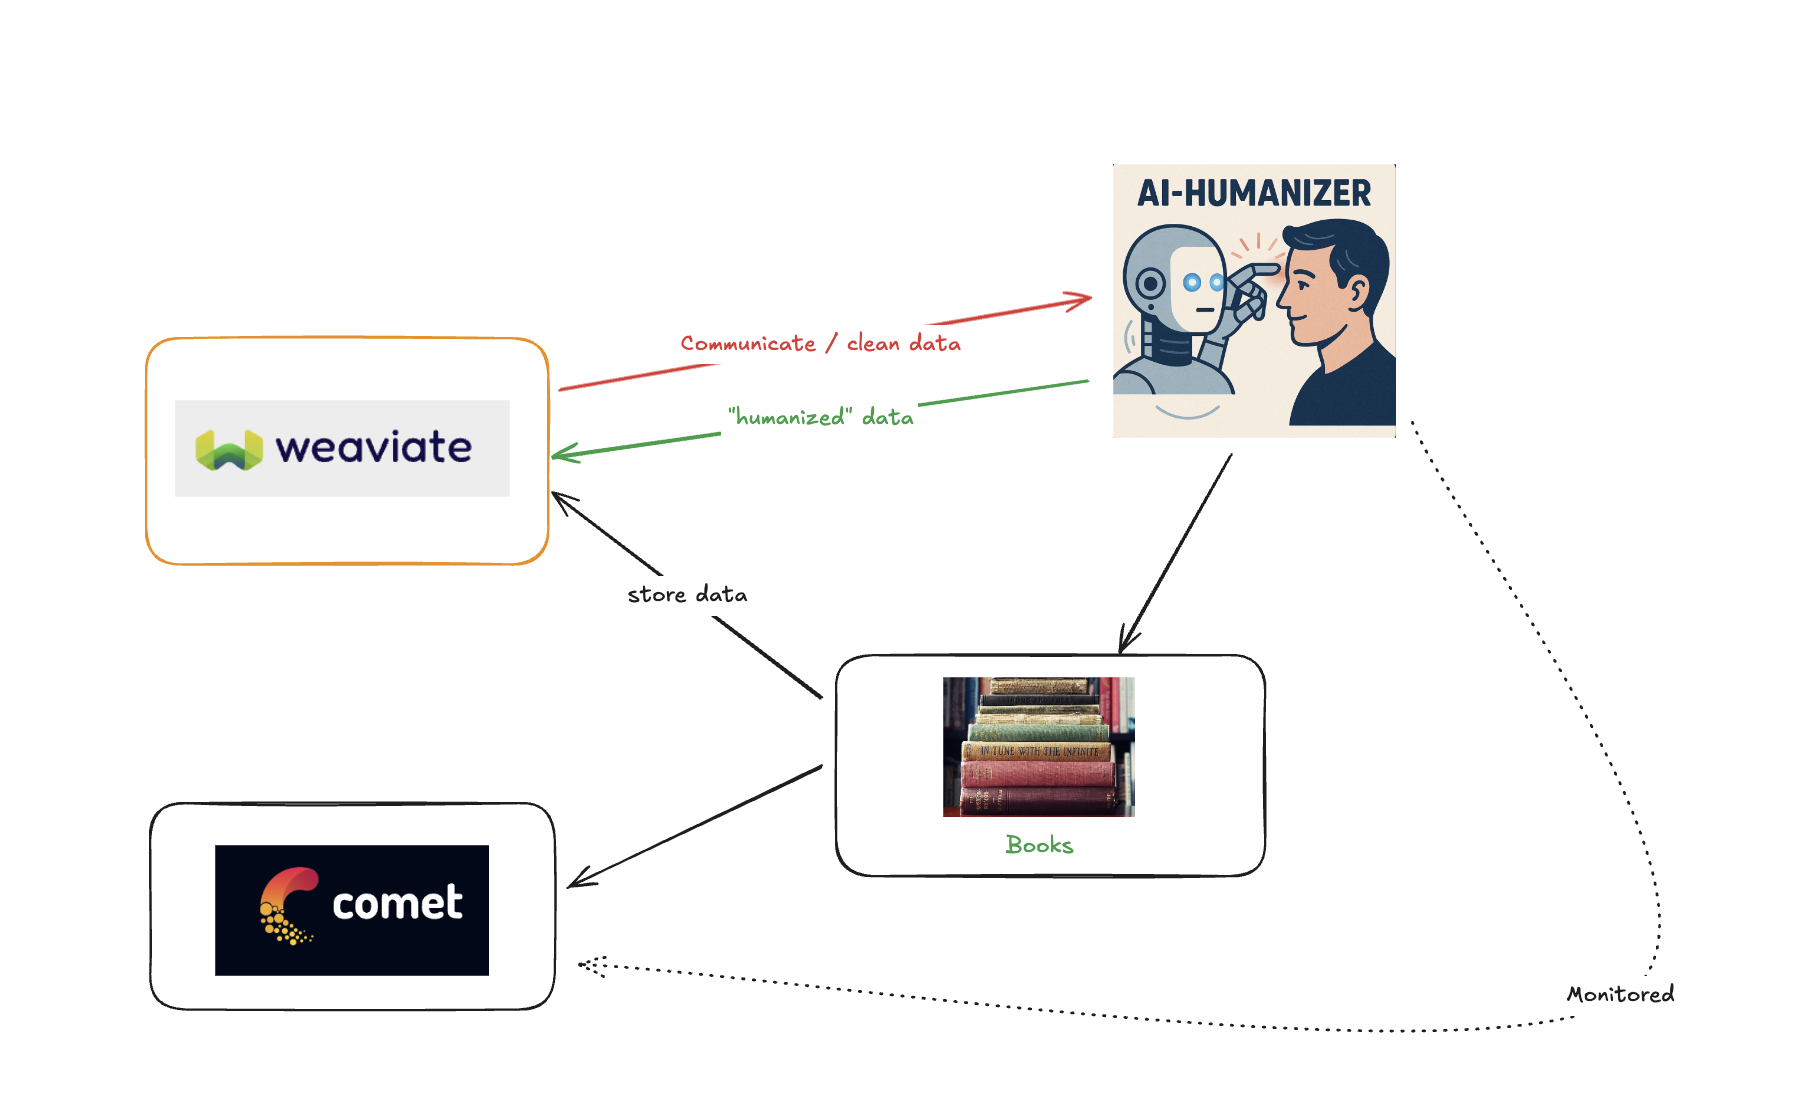 AI-HUMANIZER
Communicate / clean data
"humanized" data
weaviate
store data
IN TUNE WITH THE INFINITE
Books
comet
Monitored